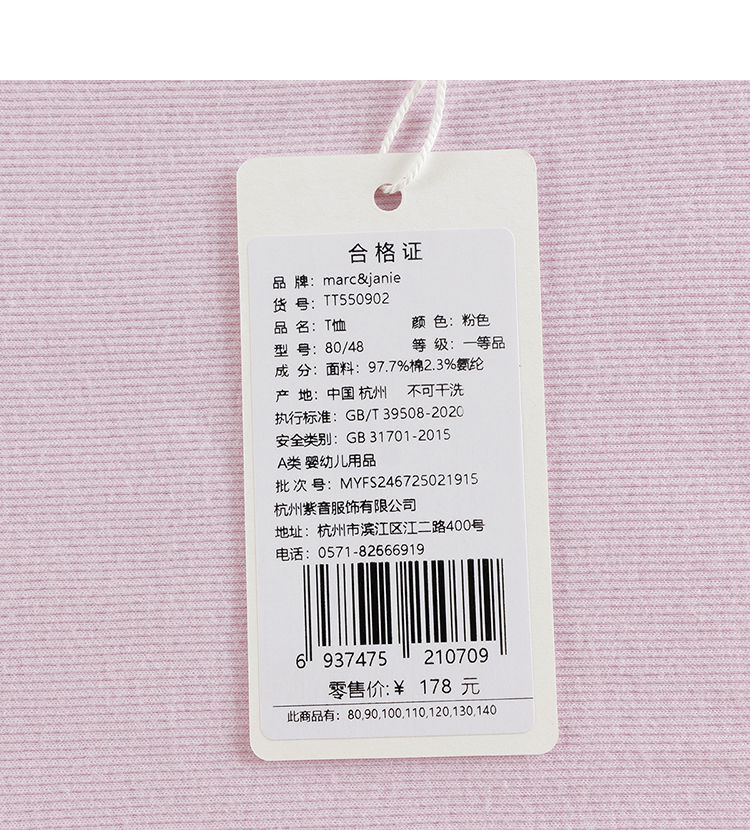 合格证
品 牌：marc&janie
货 号：TT550902
品 名：T恤 颜 色：粉色
型 号：80/48 等 级：一等品
成 分：面料：97.7%棉2.3%氨纶
产 地：中国 杭州 不可干洗
执行标准：GB/T 39508-2020
安全类别：GB 31701-2015
A类 婴幼儿用品
批 次 号：MYFS246725021915
杭州紫音服饰有限公司
地址：杭州市滨江区江二路400号
电话：0571-82666919
6 937475 210709
零售价:¥ 178 元
此商品有：80,90,100,110,120,130,140